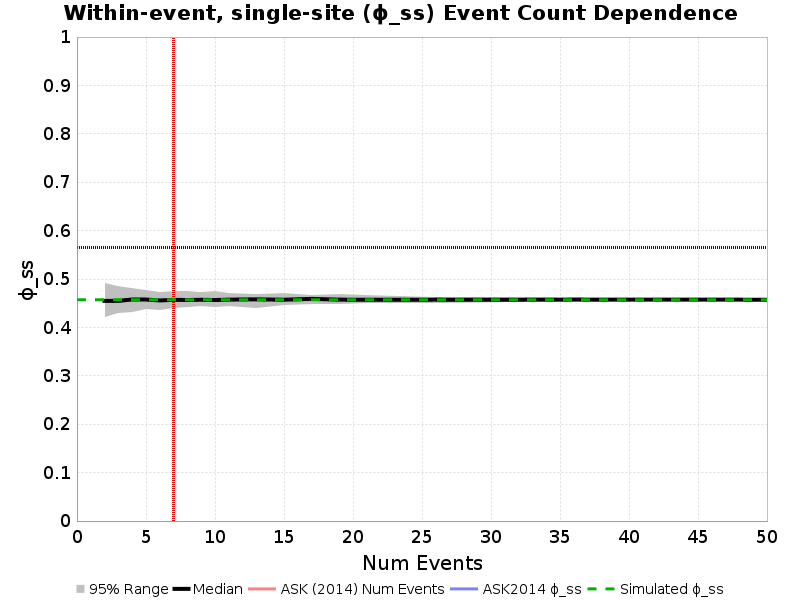 Within-event, single-site (ϕ_ss) Event Count Dependence
1
0.9
0.8
0.7
0.6
0.5
0.4
0.3
0.2
0.1
0
ϕ_ss
0 5 10 15 20 25 30 35 40 45 50
Num Events
95% Range Median ASK (2014) Num Events ASK2014 ϕ_ss Simulated ϕ_ss